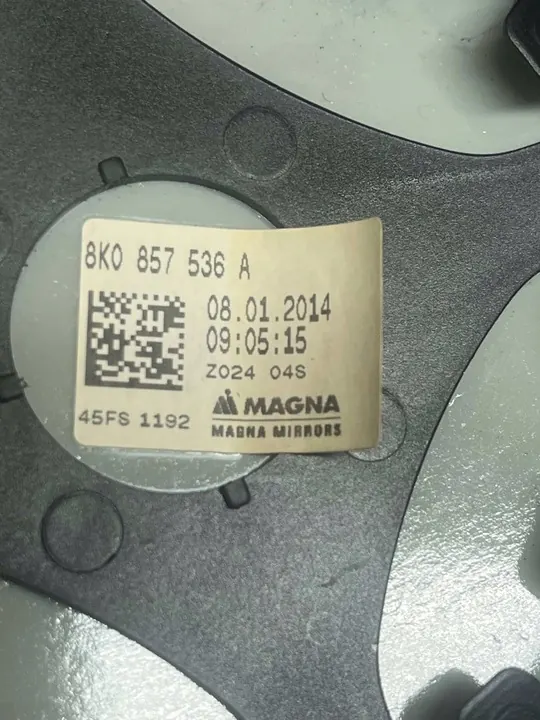 8K0 857 536 A
08.01.2014
09:05:15
Z024 04S
45FS 1192
MAGNA
MAGNA MIRRORS